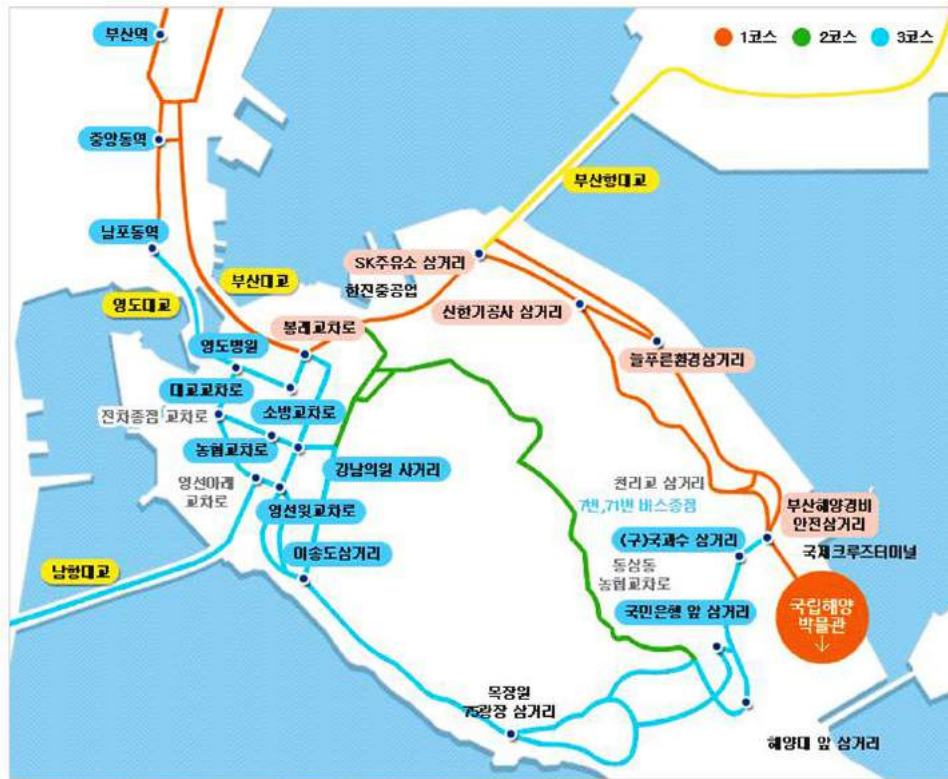 부산역
1코스
2코스
3코스
중앙동역
부산항대교
남포동역
부산대교
SK주유소 삼거리
한진중공업
영도대교
신한기공사 삼거리
봉래교차로
영도병원
늘푸른환경삼거리
대교교차로
전차종점 교차로
소방교차로
농협교차로
강남의원 사거리
천리교 삼거리
7번,71번 버스종점
영선아래
교차로
영선윗교차로
부산해양경비
안전삼거리
(구)국과수 삼거리
국제크루즈터미널
이송도삼거리
동삼동
농협교차로
남항대교
국민은행 앞 삼거리
국립해양
박물관
↓
목장원
75광장 삼거리
해양대 앞 삼거리